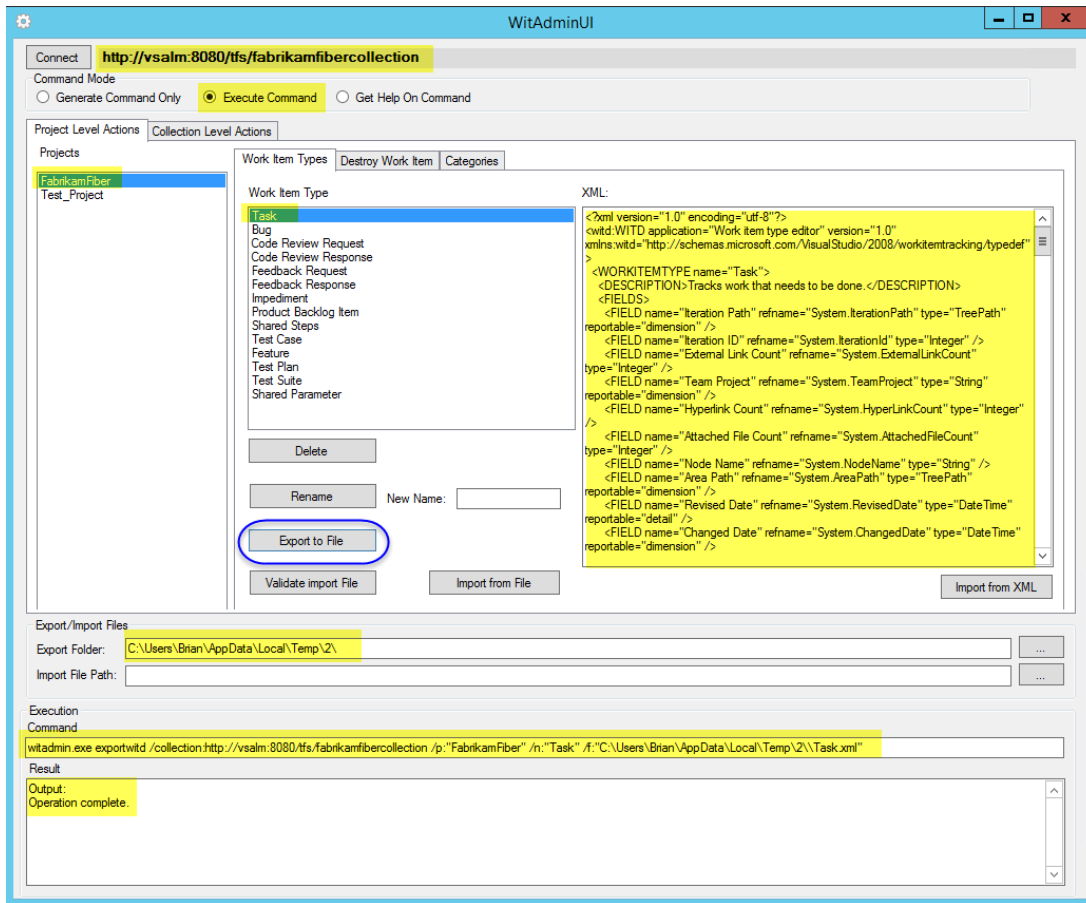 WitAdminUI
Connect http://vsalm:8080/tfs/fabrikamfibercollection
Command Mode
Generate Command Only Execute Command Get Help On Command
Project Level Actions Collection Level Actions
Projects
FabrikamFiber
Test_Project
Work Item Types Destroy Work Item Categories
Work Item Type
Task
Bug
Code Review Request
Code Review Response
Feedback Request
Feedback Response
Impediment
Product Backlog Item
Shared Steps
Test Case
Feature
Test Plan
Test Suite
Shared Parameter
Delete
Rename New Name:
Export to File
Validate import File Import from File
XML:
<?xml version="1.0" encoding="utf-8"?>
<witd:WITD application="Work item type editor" version="1.0"
xmlns:witd="http://schemas.microsoft.com/VisualStudio/2008/workitemtracking/typedef"
>
<WORKITEMTYPE name="Task">
<DESCRIPTION>Tracks work that needs to be done.</DESCRIPTION>
<FIELDS>
<FIELD name="Iteration Path" refname="System.IterationPath" type="TreePath"
reportable="dimension" />
<FIELD name="Iteration ID" refname="System.IterationId" type="Integer" />
<FIELD name="External Link Count" refname="System.ExternalLinkCount"
type="Integer" />
<FIELD name="Team Project" refname="System.TeamProject" type="String"
reportable="dimension" />
<FIELD name="Hyperlink Count" refname="System.HyperLinkCount" type="Integer"
/>
<FIELD name="Attached File Count" refname="System.AttachedFileCount"
type="Integer" />
<FIELD name="Node Name" refname="System.NodeName" type="String" />
<FIELD name="Area Path" refname="System.AreaPath" type="TreePath"
reportable="dimension" />
<FIELD name="Revised Date" refname="System.RevisedDate" type="DateTime"
reportable="detail" />
<FIELD name="Changed Date" refname="System.ChangedDate" type="DateTime"
reportable="dimension" />
Import from XML
Export/Import Files
Export Folder: C:\Users\Brian\AppData\Local\Temp\2\ ...
Import File Path: ...
Execution
Command
witadmin.exe exportwitd /collection:http://vsalm:8080/tfs/fabrikamfibercollection /p:"FabrikamFiber" /n:"Task" /f:"C:\Users\Brian\AppData\Local\Temp\2\\Task.xml"
Result
Output:
Operation complete.